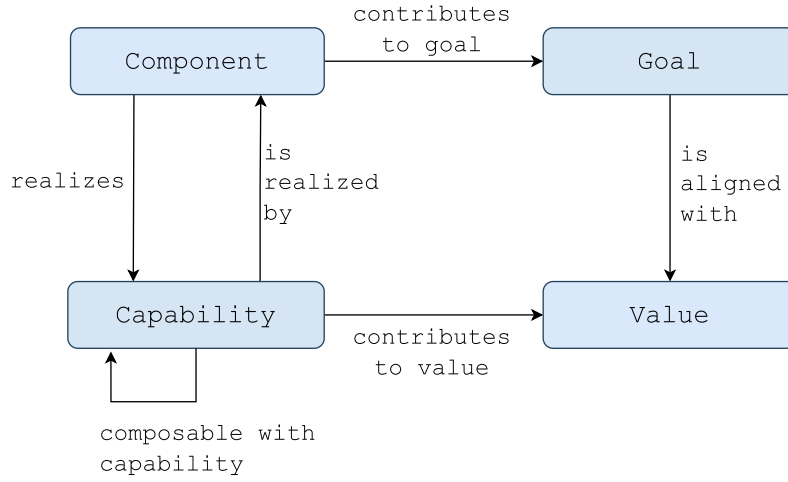 contributes
to goal
Component
Goal
realizes
is
realized
by
is
aligned
with
Capability
Value
contributes
to value
composable with
capability